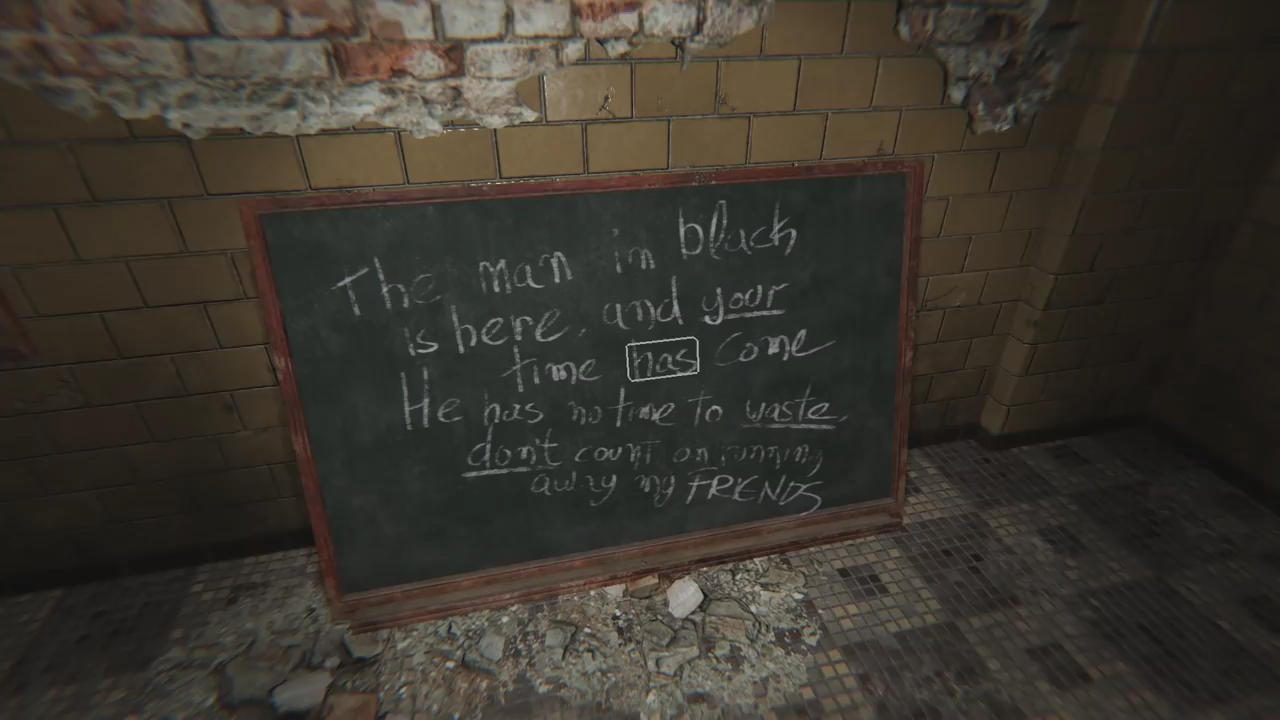 The man in black
is here, and your
time has come
He has no time to waste,
don't count on running
away my FRIENDS